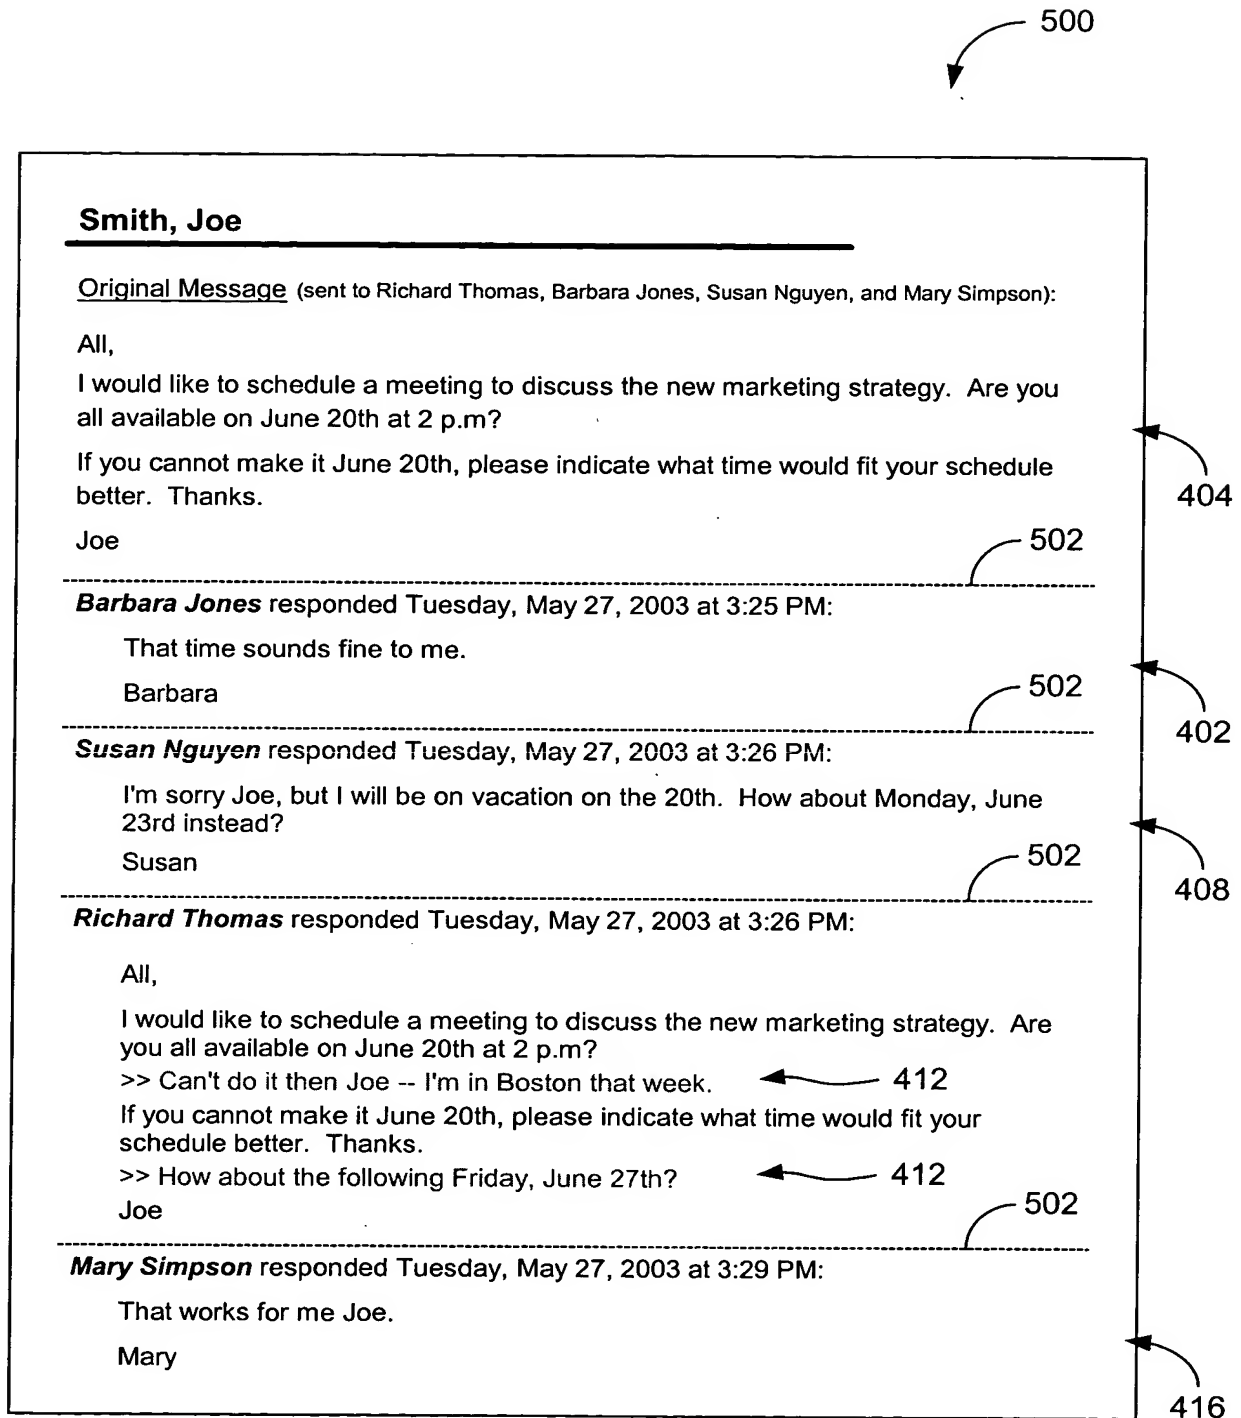 500
Smith, Joe
Original Message (sent to Richard Thomas, Barbara Jones, Susan Nguyen, and Mary Simpson):
All,
I would like to schedule a meeting to discuss the new marketing strategy.  Are you
all available on June 20th at 2 p.m?
404
If you cannot make it June 20th, please indicate what time would fit your schedule
better.  Thanks.
Joe
502
Barbara Jones responded Tuesday, May 27, 2003 at 3:25 PM:
That time sounds fine to me.
402
Barbara
502
Susan Nguyen responded Tuesday, May 27, 2003 at 3:26 PM:
I'm sorry Joe, but I will be on vacation on the 20th.  How about Monday, June
23rd instead?
408
Susan
502
Richard Thomas responded Tuesday, May 27, 2003 at 3:26 PM:
All,
I would like to schedule a meeting to discuss the new marketing strategy.  Are
you all available on June 20th at 2 p.m?
>> Can't do it then Joe -- I'm in Boston that week.
412
If you cannot make it June 20th, please indicate what time would fit your
schedule better.  Thanks.
>> How about the following Friday, June 27th?
412
Joe
502
Mary Simpson responded Tuesday, May 27, 2003 at 3:29 PM:
That works for me Joe.
Mary
416